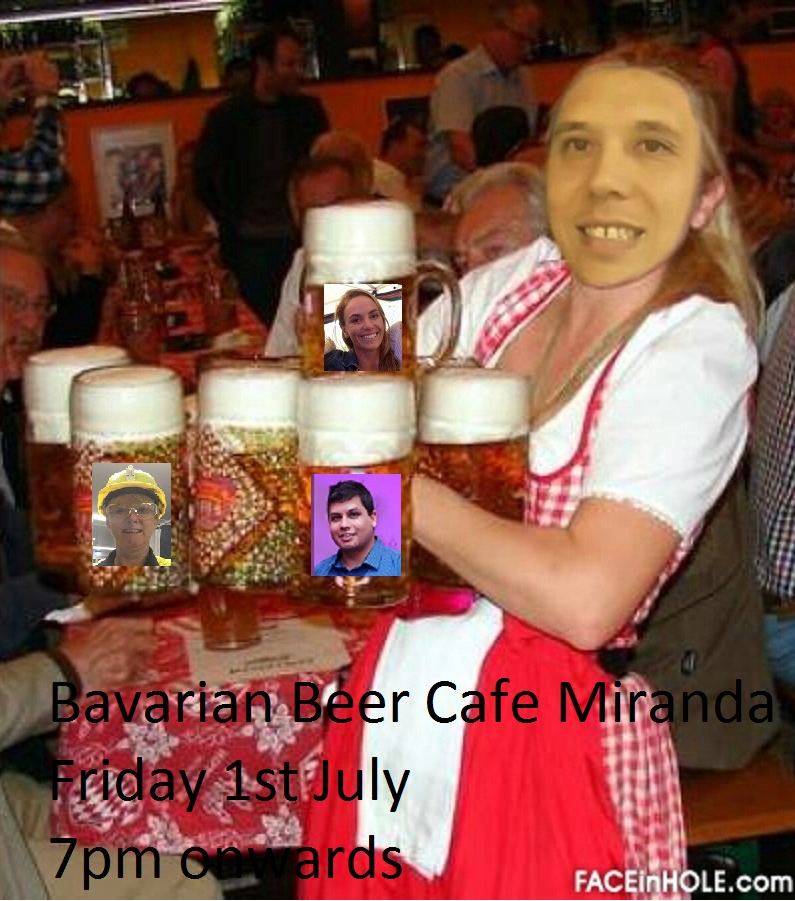 Bavarian Beer Cafe Miranda
Friday 1st July
7pm onwards
FACEinHOLE.com